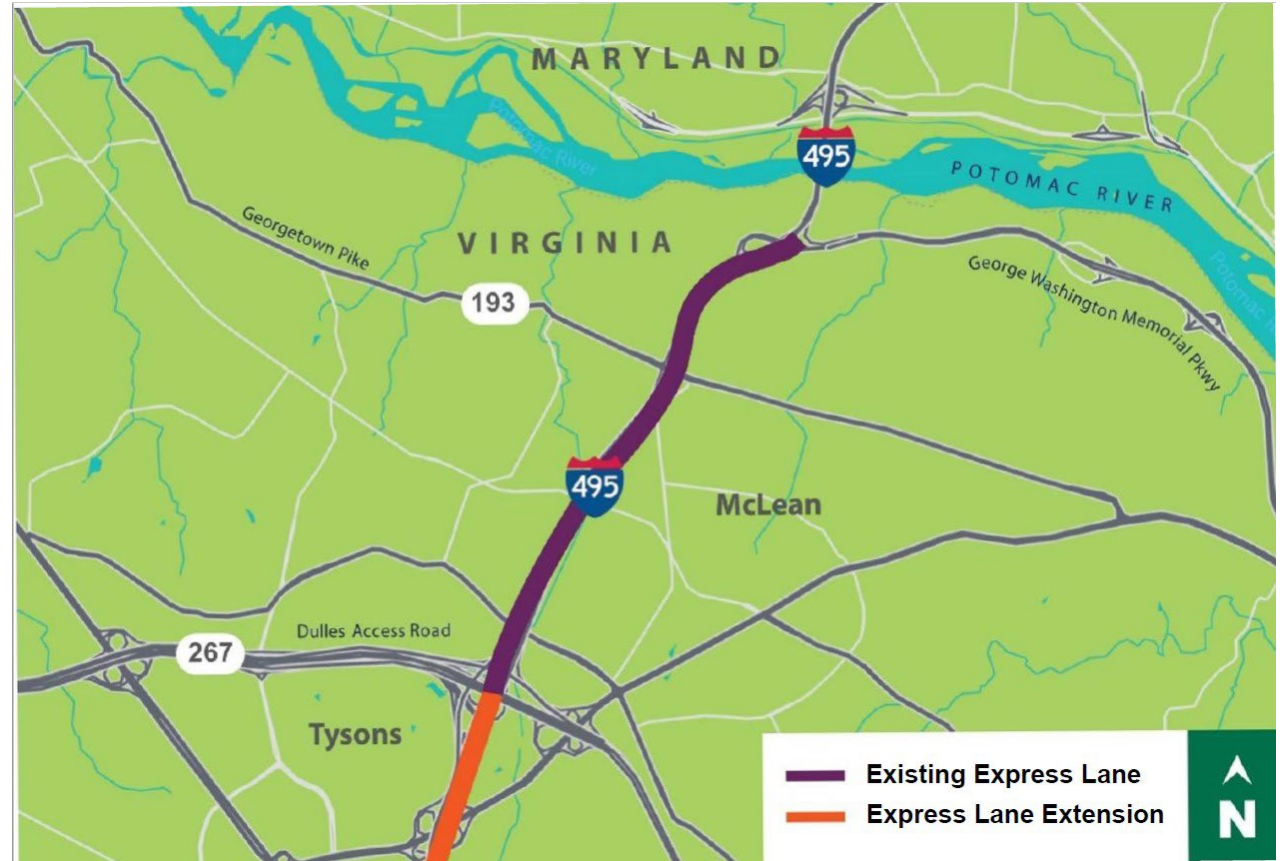 MARYLAND
Potomac River
495
POTOMAC RIVER
Georgetown Pike
VIRGINIA
193
George Washington Memorial Pkwy
Potomac R
495
McLean
Dulles Access Road
267
Tysons
Existing Express Lane
Express Lane Extension
N